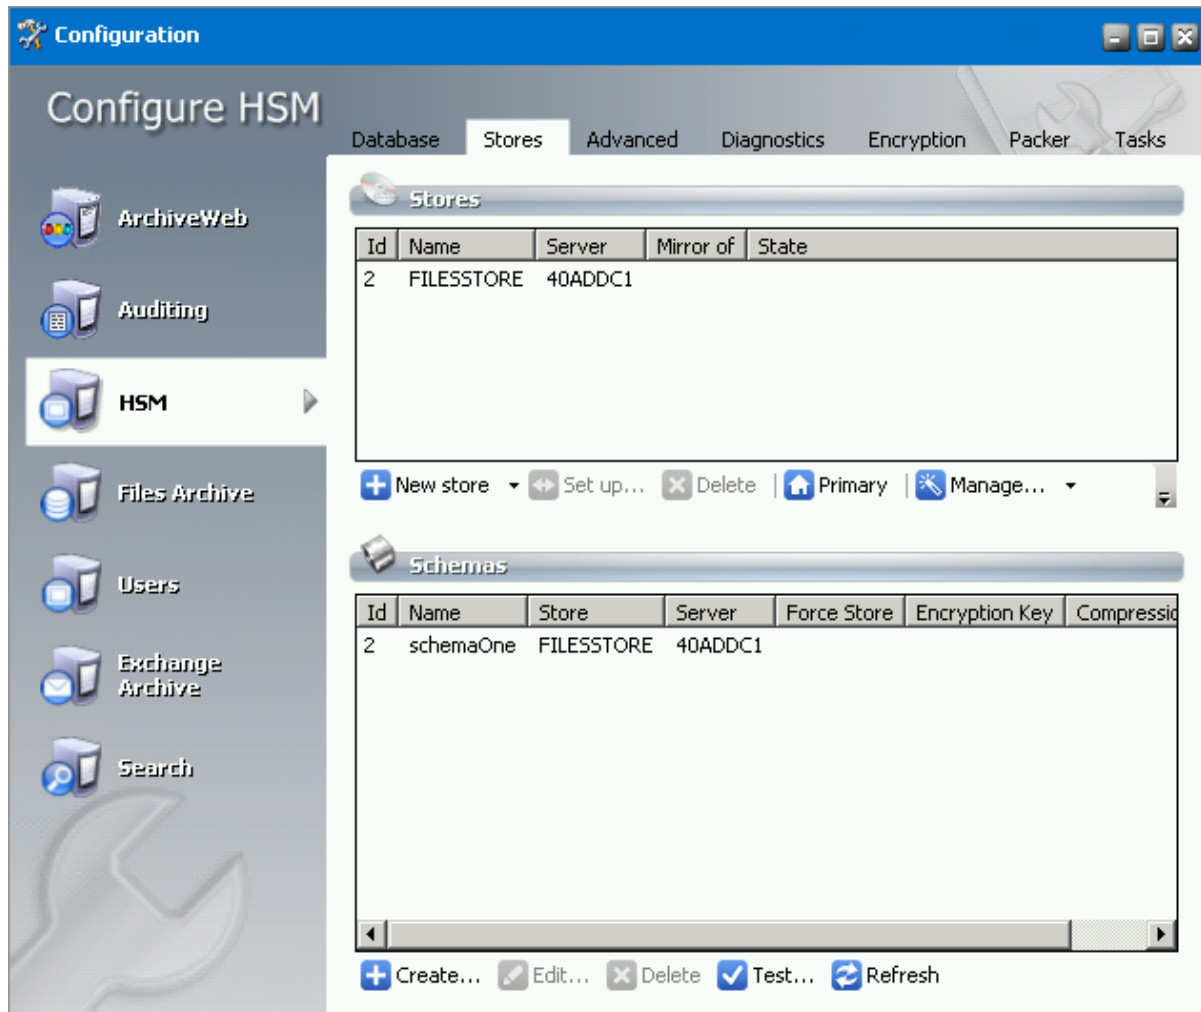 Configuration
Configure HSM
Database Stores Advanced Diagnostics Encryption Packer Tasks
ArchiveWeb
Auditing
HSM
Files Archive
Users
Exchange
Archive
Search
Stores
Id Name Server Mirror of State
2 FILESSTORE 40ADDC1
New store Set up... Delete Primary Manage...
Schemas
Id Name Store Server Force Store Encryption Key Compressio
2 schemaOne FILESSTORE 40ADDC1
Create... Edit... Delete Test... Refresh